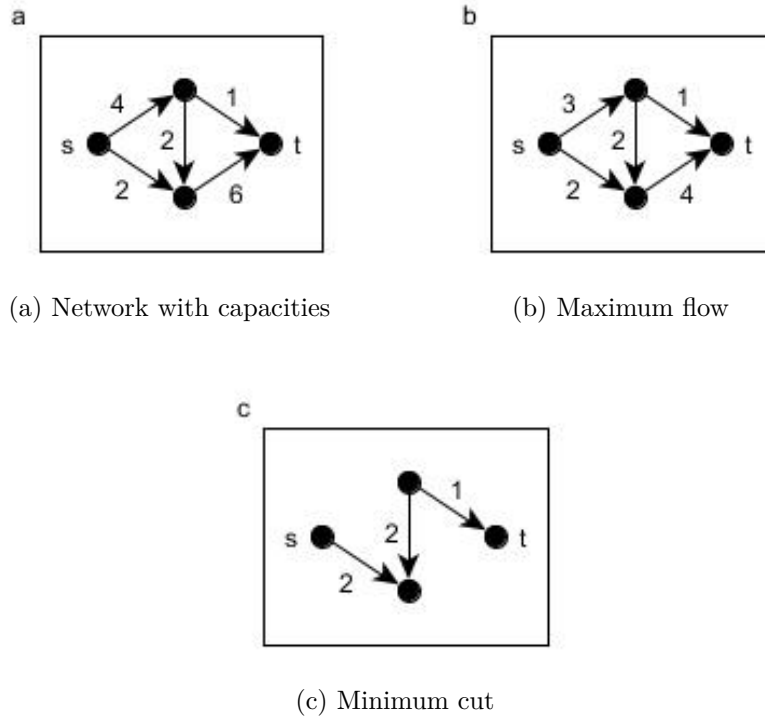 a
4
1
s
2
t
2
6
(a) Network with capacities
b
3
1
s
2
t
2
4
(b) Maximum flow
c
1
s
2
t
2
(c) Minimum cut